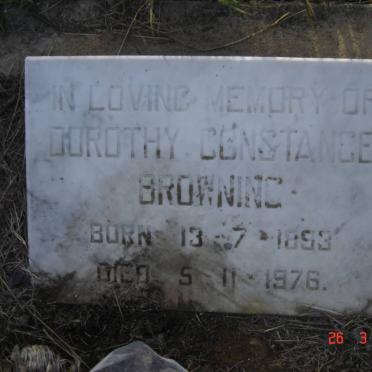 IN LOVING MEMORY OF
DOROTHY CONSTANCE
BROWNING
BORN 13-7-1893
DIED 5-11-1976.
26 3